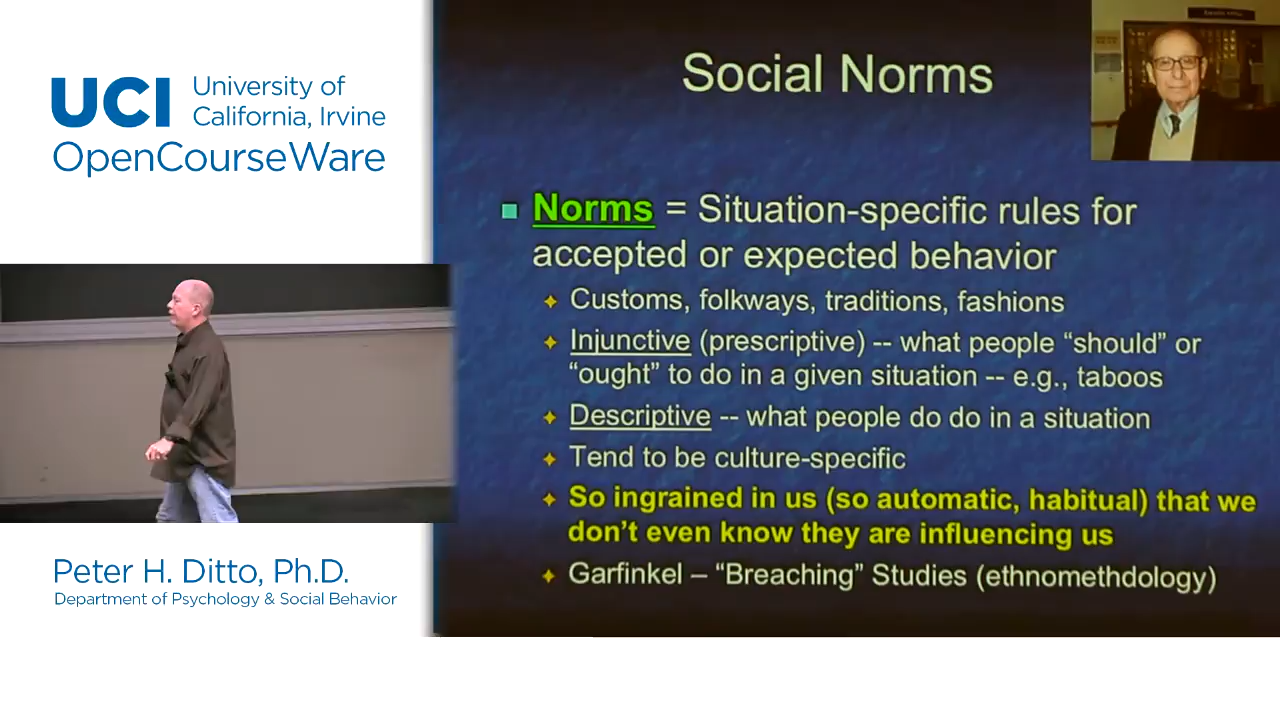 UCI University of
California, Irvine
OpenCourseWare
Peter H. Ditto, Ph.D.
Department of Psychology & Social Behavior
Social Norms
Norms = Situation-specific rules for
accepted or expected behavior
Customs, folkways, traditions, fashions
Injunctive (prescriptive) -- what people “should” or
“ought” to do in a given situation -- e.g., taboos
Descriptive -- what people do do in a situation
Tend to be culture-specific
So ingrained in us (so automatic, habitual) that we
don’t even know they are influencing us
Garfinkel – “Breaching” Studies (ethnomethdology)